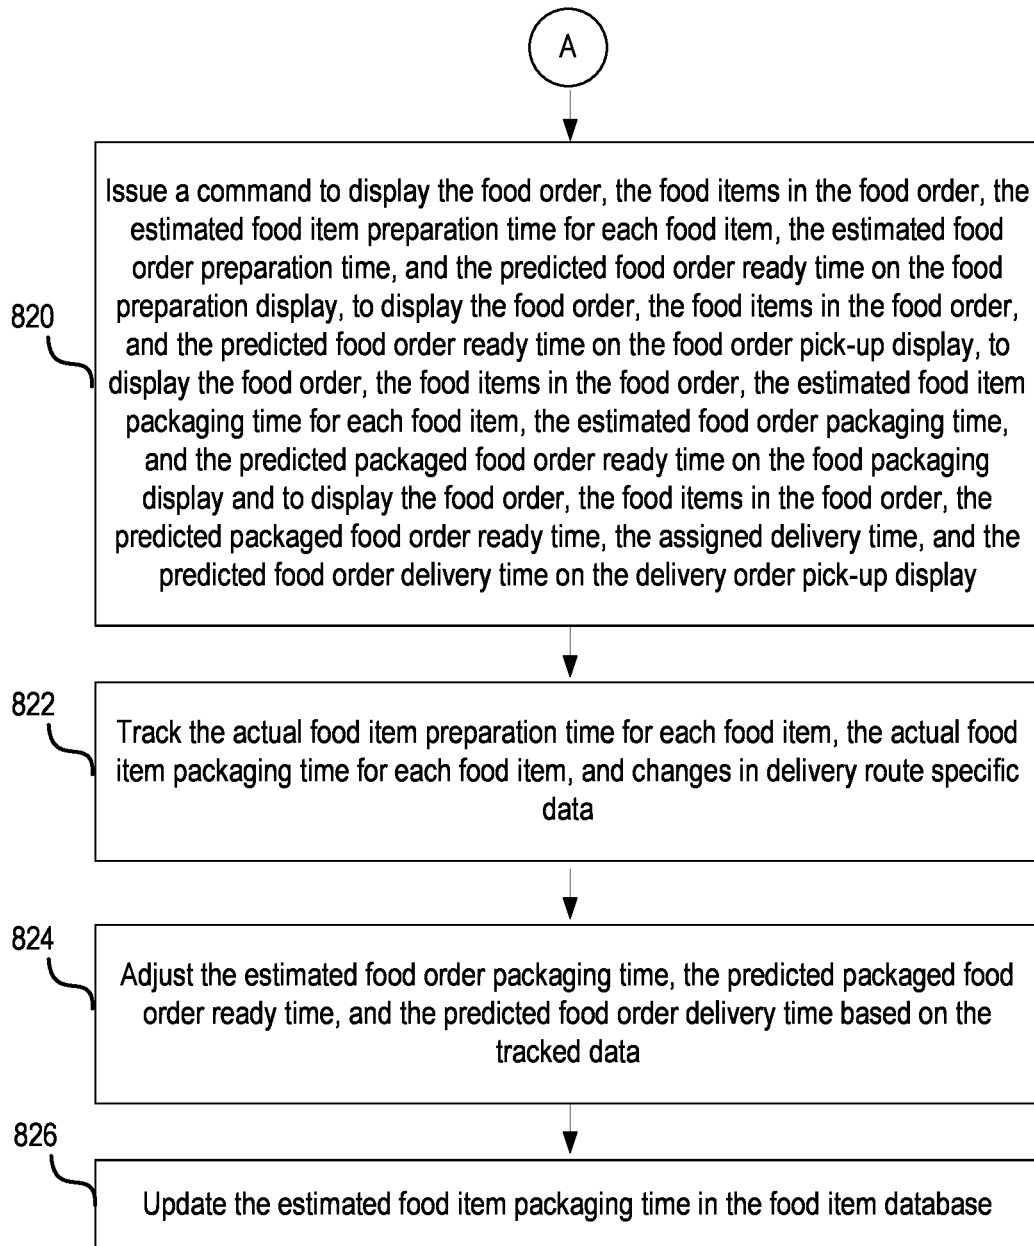 A
Issue a command to display the food order, the food items in the food order, the
estimated food item preparation time for each food item, the estimated food
order preparation time, and the predicted food order ready time on the food
preparation display, to display the food order, the food items in the food order,
and the predicted food order ready time on the food order pick-up display, to
display the food order, the food items in the food order, the estimated food item
packaging time for each food item, the estimated food order packaging time,
and the predicted packaged food order ready time on the food packaging
display and to display the food order, the food items in the food order, the
predicted packaged food order ready time, the assigned delivery time, and the
predicted food order delivery time on the delivery order pick-up display
820
822
Track the actual food item preparation time for each food item, the actual food
item packaging time for each food item, and changes in delivery route specific
data
824
Adjust the estimated food order packaging time, the predicted packaged food
order ready time, and the predicted food order delivery time based on the
tracked data
826
Update the estimated food item packaging time in the food item database